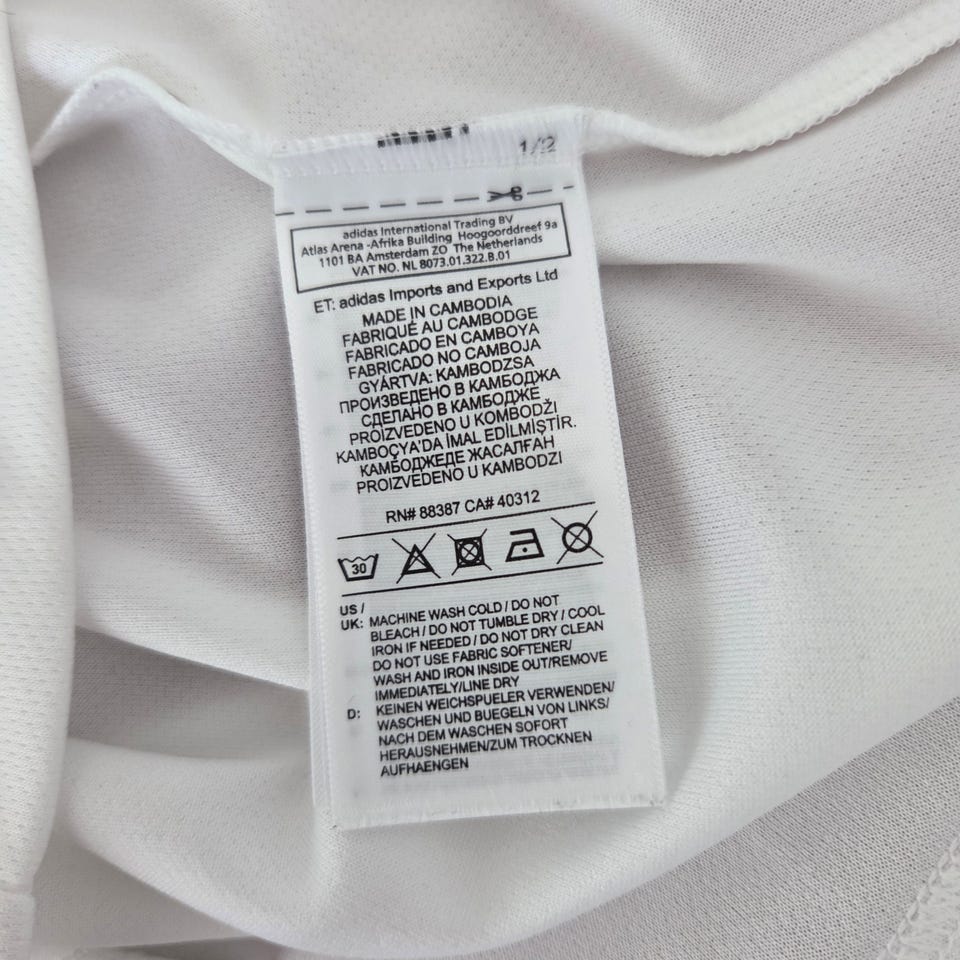 1/2
adidas International Trading BV
Atlas Arena -Afrika Building Hoogoorddreef 9a
1101 BA Amsterdam ZO The Netherlands
VAT NO. NL 8073.01.322.B.01
ET: adidas Imports and Exports Ltd
MADE IN CAMBODIA
FABRIQUÉ AU CAMBODGE
FABRICADO EN CAMBOYA
FABRICADO NO CAMBOJA
GYÁRTVA: KAMBODZSA
ПРОИЗВЕДЕНО В КАМБОДЖА
СДЕЛАНО В КАМБОДЖЕ
PROIZVEDENO U KOMBODŽI
KAMBOÇYA'DA İMAL EDİLMİŞTİR.
КАМБОДЖЕДЕ ЖАСАЛҒАН
PROIZVEDENO U KAMBODZI
RN# 88387 CA# 40312
30
US /
UK: MACHINE WASH COLD / DO NOT
BLEACH / DO NOT TUMBLE DRY / COOL
IRON IF NEEDED / DO NOT DRY CLEAN
DO NOT USE FABRIC SOFTENER/
WASH AND IRON INSIDE OUT/REMOVE
IMMEDIATELY/LINE DRY
D: KEINEN WEICHSPUELER VERWENDEN/
WASCHEN UND BUEGELN VON LINKS/
NACH DEM WASCHEN SOFORT
HERAUSNEHMEN/ZUM TROCKNEN
AUFHAENGEN